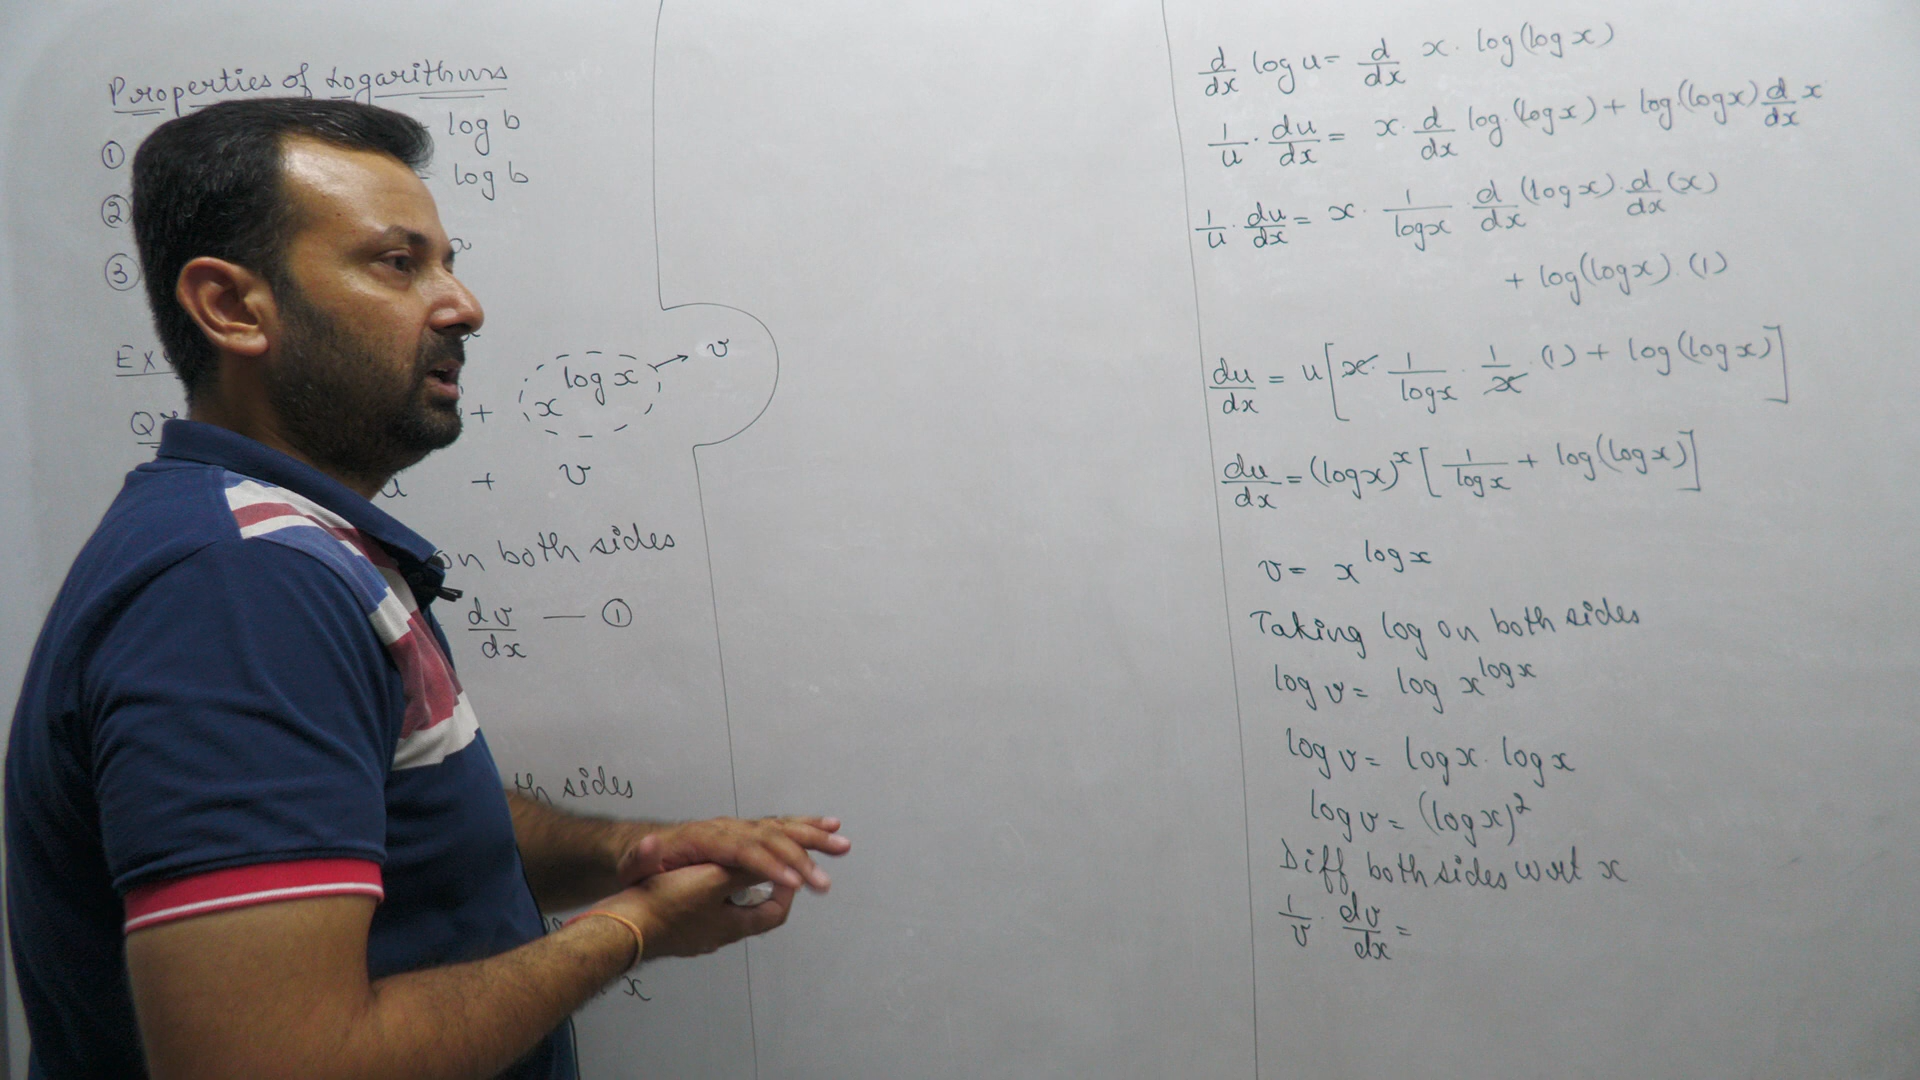 Properties of Logarithms
① log b
② log b
③
+ x^(log x) → v
u + v
on both sides
dv/dx — ①
th sides
x
d/dx log u = d/dx x · log(log x)
1/u · du/dx = x · d/dx log(log x) + log(log x) d/dx x
1/u · du/dx = x · 1/log x · d/dx (log x) · d/dx (x)
+ log(log x) · (1)
du/dx = u [x · 1/log x · 1/x · (1) + log(log x)]
du/dx = (log x)^x [1/log x + log(log x)]
v = x^(log x)
Taking log on both sides
log v = log x^(log x)
log v = log x · log x
log v = (log x)²
Diff both sides wrt x
1/v · dv/dx =